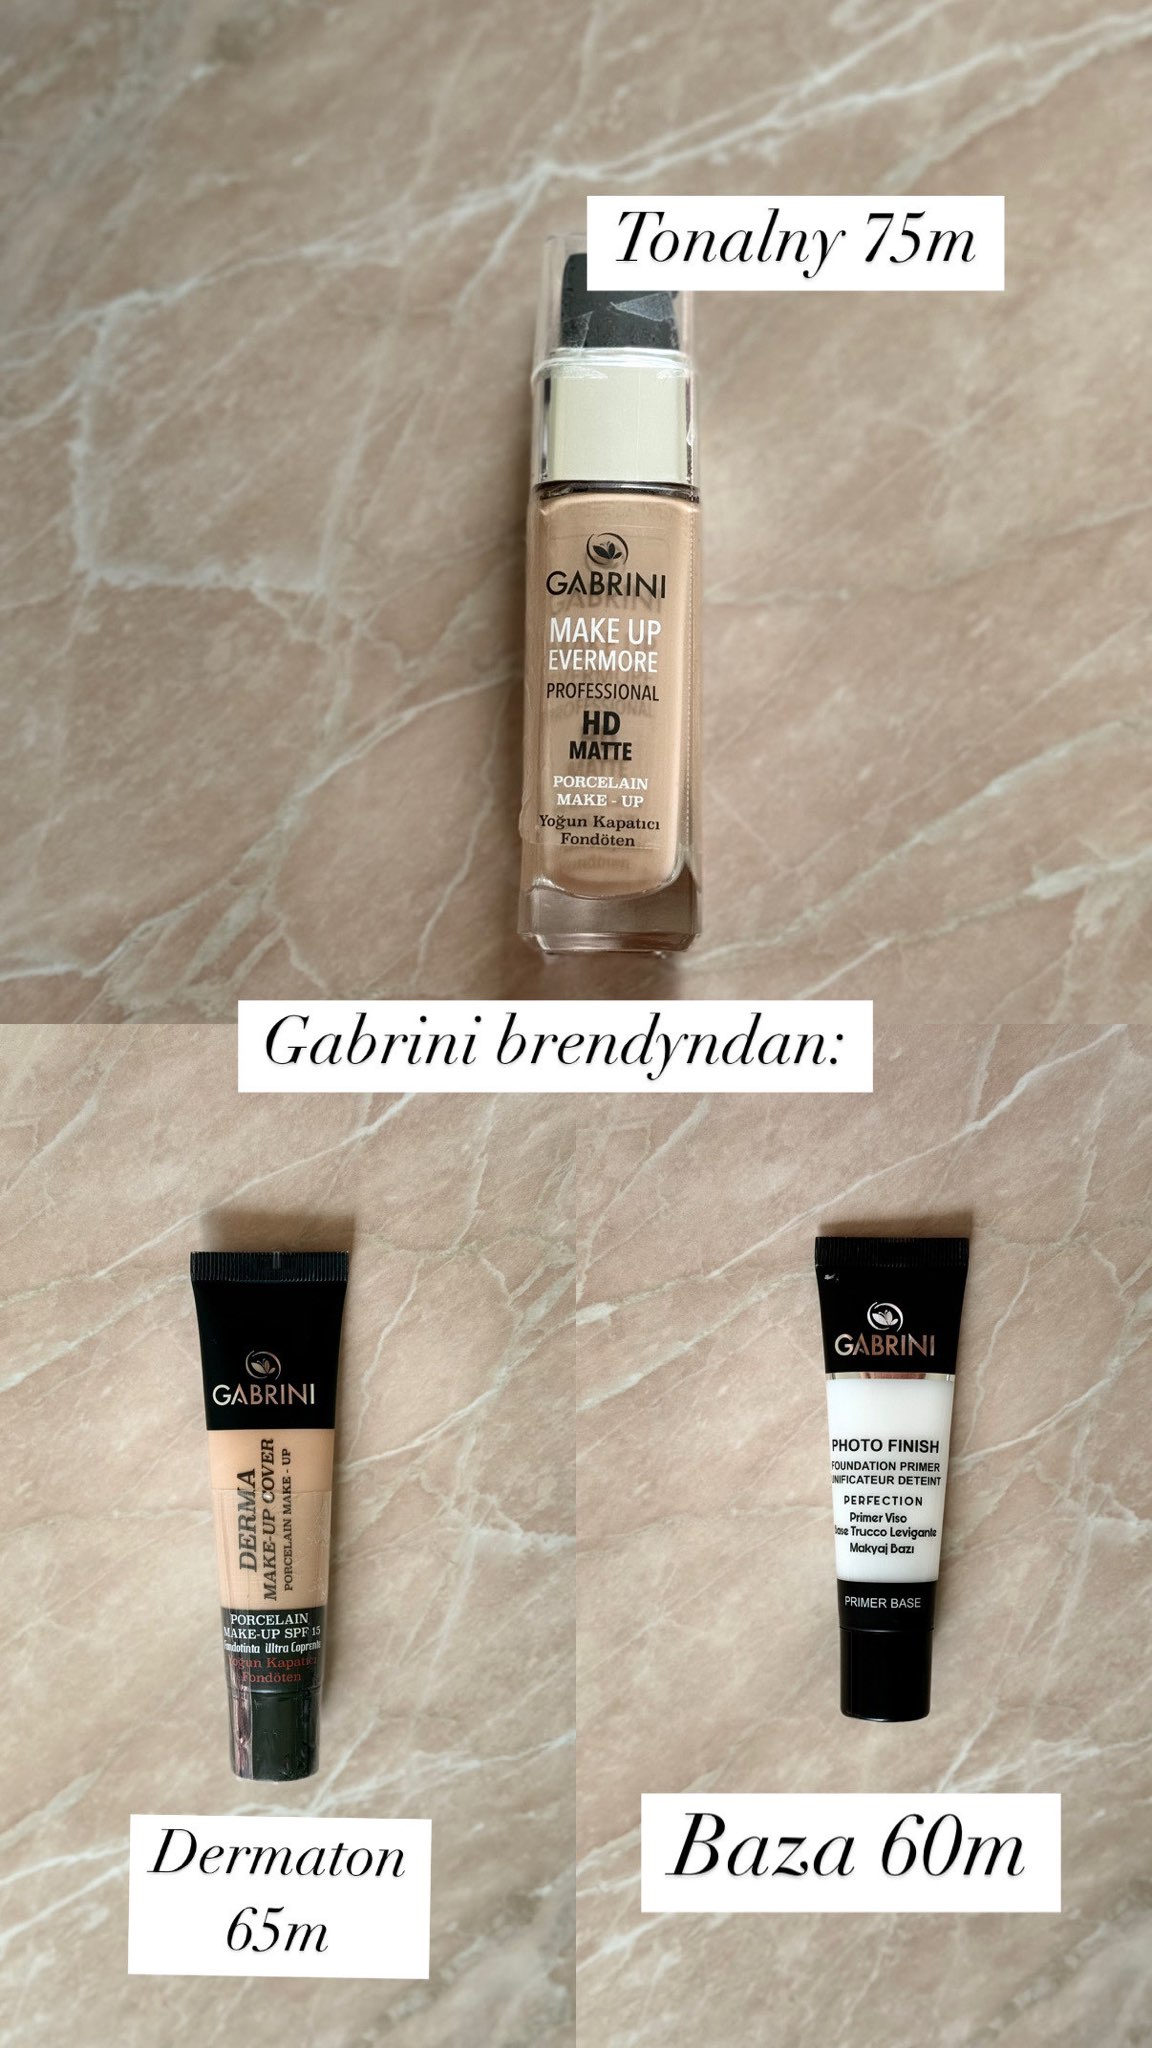 Tonalny 75m
GABRINI
MAKE UP
EVERMORE
PROFESSIONAL
HD
MATTE
PORCELAIN
MAKE - UP
Yoğun Kapatıcı
Fondöten
Gabrini brendyndan:
GABRINI
DERMA
MAKE-UP COVER
PORCELAIN MAKE - UP
PORCELAIN
MAKE-UP SPF 15
Ultra Coprente
Yoğun Kapatıcı
Fondöten
Dermaton
65m
GABRINI
PHOTO FINISH
FOUNDATION PRIMER
UNIFICATEUR DETEINT
PERFECTION
Primer Viso
Base Trucco Levigante
Makyaj Bazı
PRIMER BASE
Baza 60m